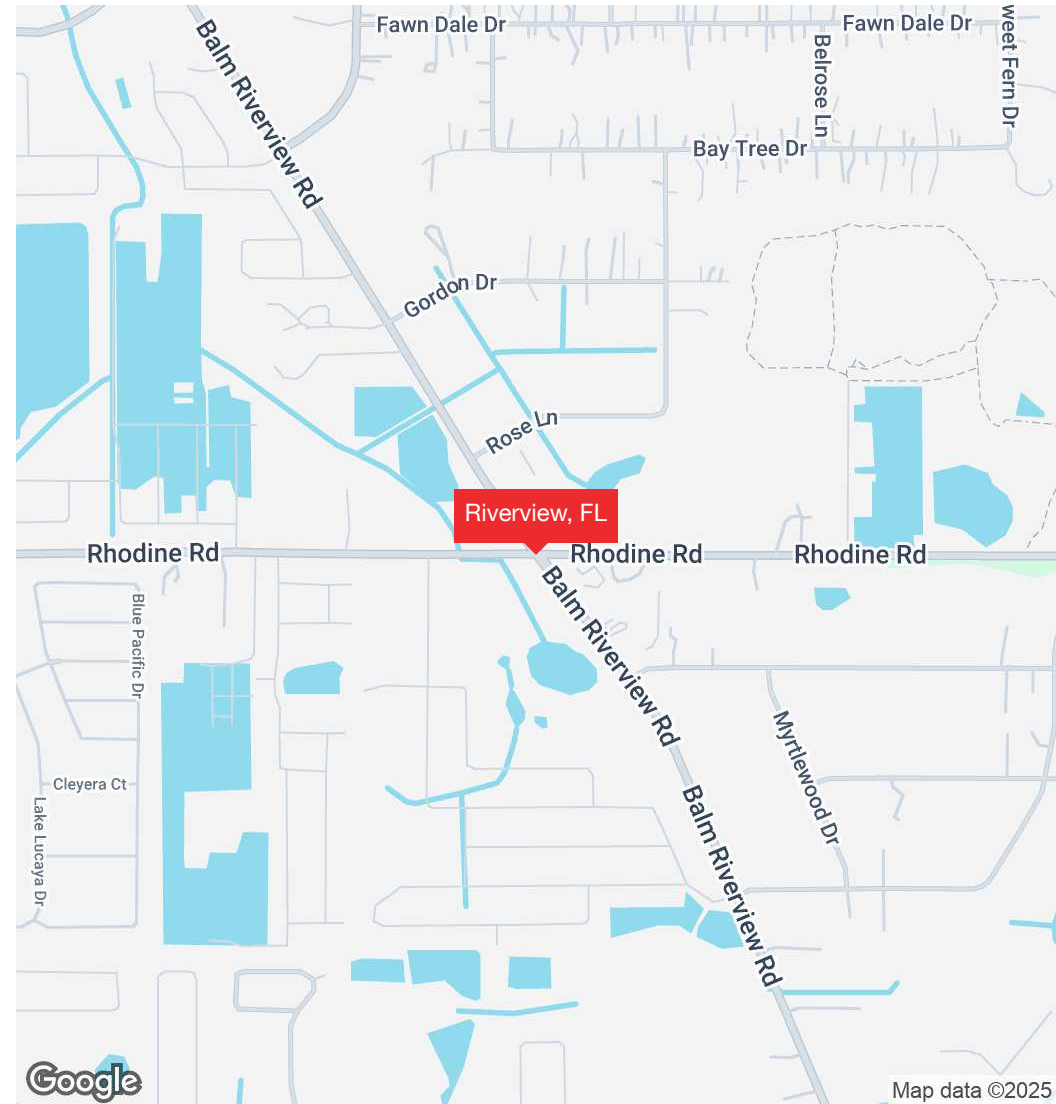 Fawn Dale Dr
Fawn Dale Dr
Balm Riverview Rd
Belrose Ln
weet Fern Dr
Bay Tree Dr
Gordon Dr
Rose Ln
Riverview, FL
Rhodine Rd
Rhodine Rd
Rhodine Rd
Balm Riverview Rd
Blue Pacific Dr
Myrtlewood Dr
Cleyera Ct
Lake Lucaya Dr
Balm Riverview Rd
Google
Map data ©2025